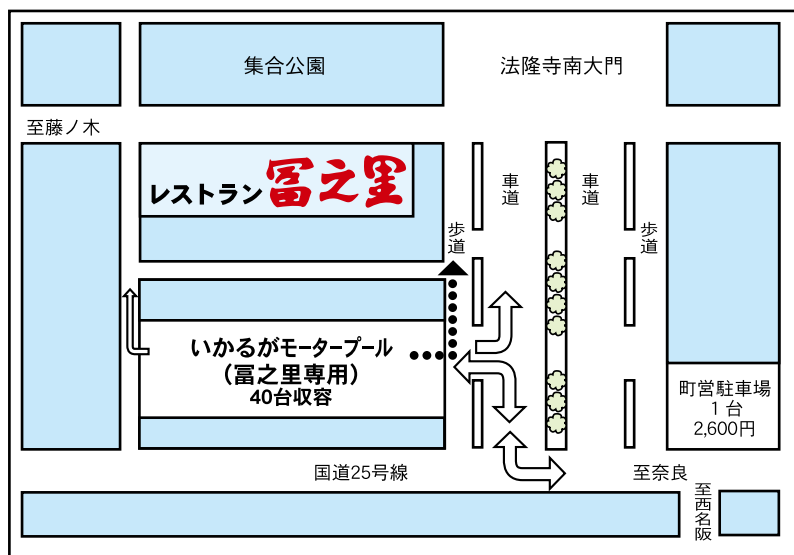 集合公園
法隆寺南大門
至藤ノ木
レストラン 冨之里
車道
車道
歩道
歩道
いかるがモータープール
（冨之里専用）
40台収容
町営駐車場
1台
2,600円
国道25号線
至奈良
至西名阪